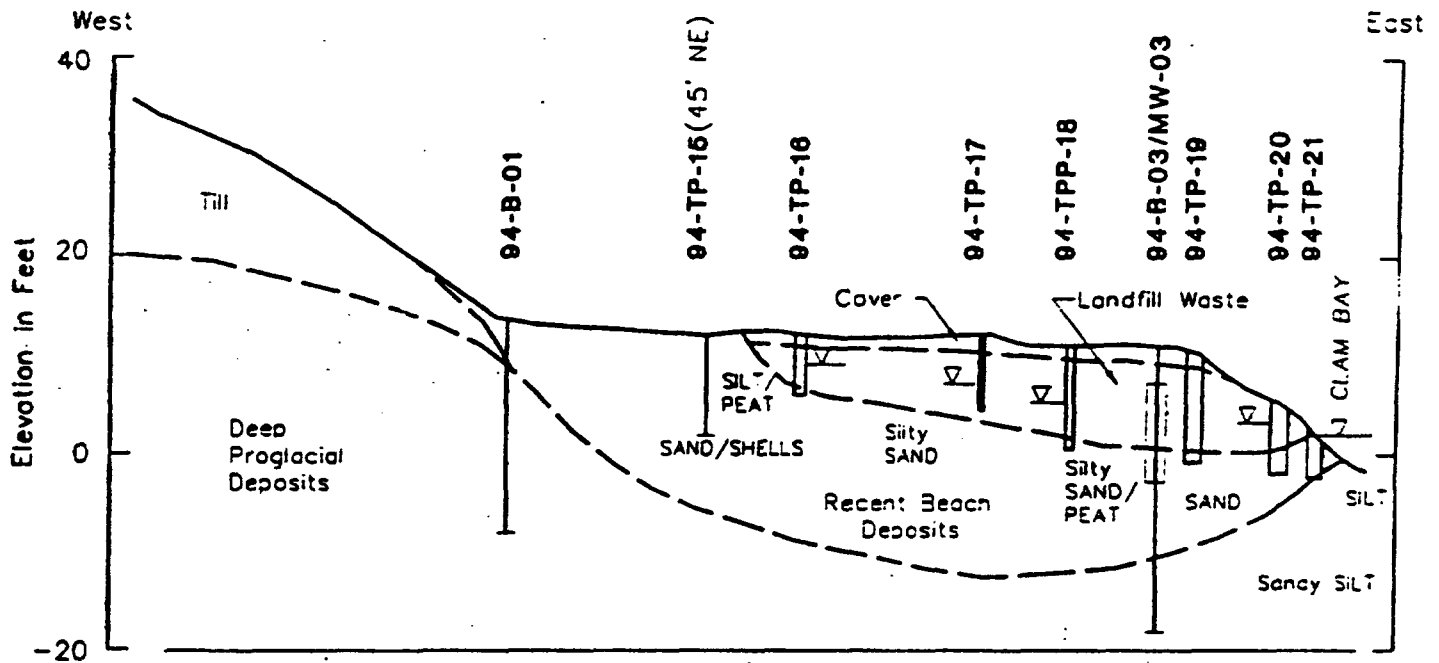 West
East
40
20
0
-20
Elevation in Feet
94-B-01
94-TP-15(45' NE)
94-TP-16
94-TP-17
94-TPP-18
94-B-03/MW-03
94-TP-19
94-TP-20
94-TP-21
CLAM BAY
Till
Cover
Landfill Waste
SILT/
PEAT
SAND/SHELLS
Silty
SAND
Silty
SAND/
PEAT
SAND
SILT
Deep
Proglacial
Deposits
Recent Beach
Deposits
Sandy SILT